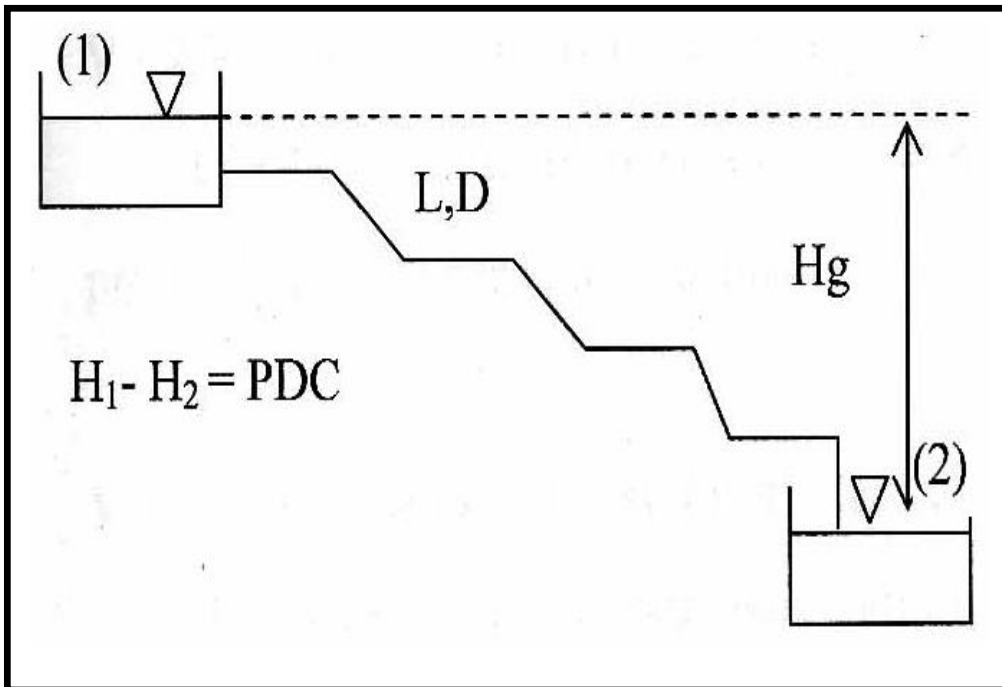 (1)
L,D
Hg
H₁- H₂ = PDC
(2)